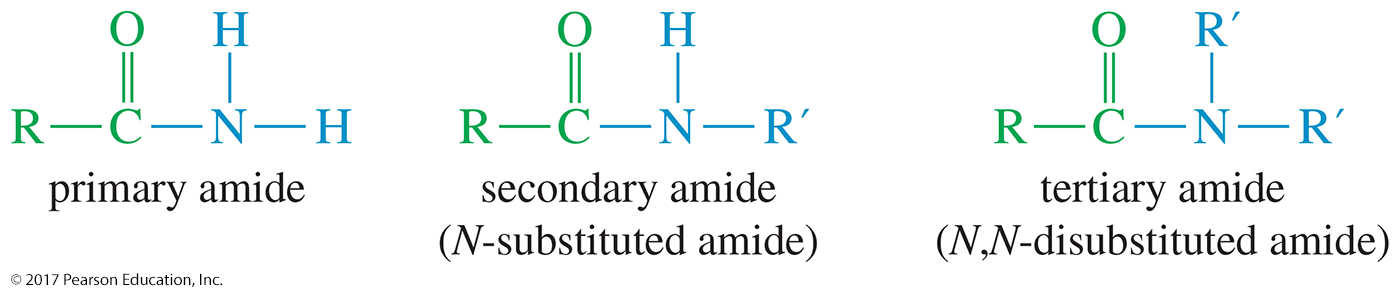 O H O H O R′
R C N H R C N R′ R C N R′
primary amide secondary amide tertiary amide
(N-substituted amide) (N,N-disubstituted amide)
© 2017 Pearson Education, Inc.